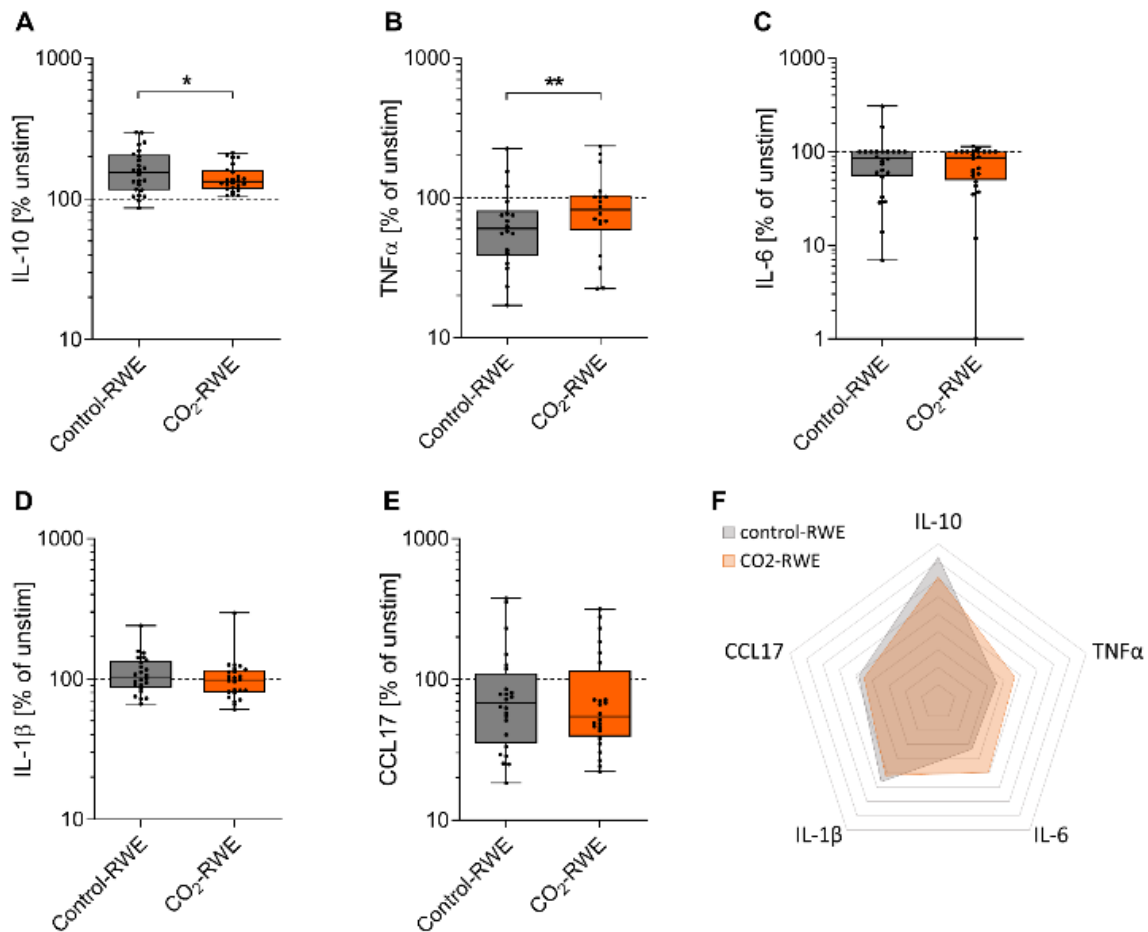 A
IL-10 [% unstim]
1000
100
10
*
Control-RWE
CO₂-RWE
B
TNFα [% of unstim]
1000
100
10
**
Control-RWE
CO₂-RWE
C
IL-6 [% of unstim]
1000
100
10
1
Control-RWE
CO₂-RWE
D
IL-1β [% of unstim]
1000
100
10
Control-RWE
CO₂-RWE
E
CCL17 [% of unstim]
1000
100
10
Control-RWE
CO₂-RWE
F
control-RWE
CO2-RWE
IL-10
TNFα
IL-6
IL-1β
CCL17